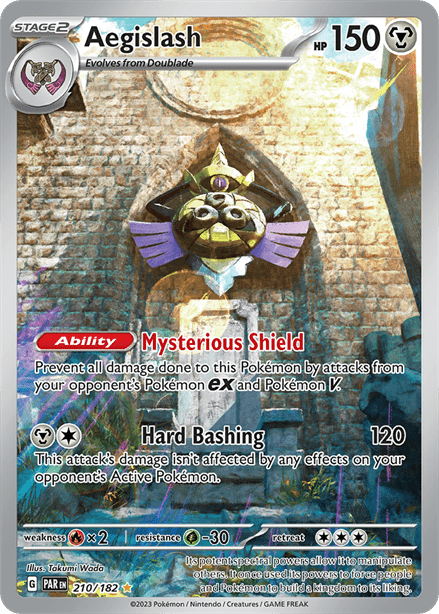 STAGE2 Aegislash HP 150
Evolves from Doublade
Ability Mysterious Shield
Prevent all damage done to this Pokémon by attacks
from your opponent's Pokémon ex and Pokémon V.
Hard Bashing 120
This attack's damage isn't affected by any effects on your
opponent's Active Pokémon.
weakness ×2 resistance -30 retreat
Illus. Takumi Wada
Its potent spectral powers allow it to manipulate
others. It once used its powers to force people
and Pokémon to build a kingdom to its liking.
G PAR EN 210/182
©2023 Pokémon / Nintendo / Creatures / GAME FREAK